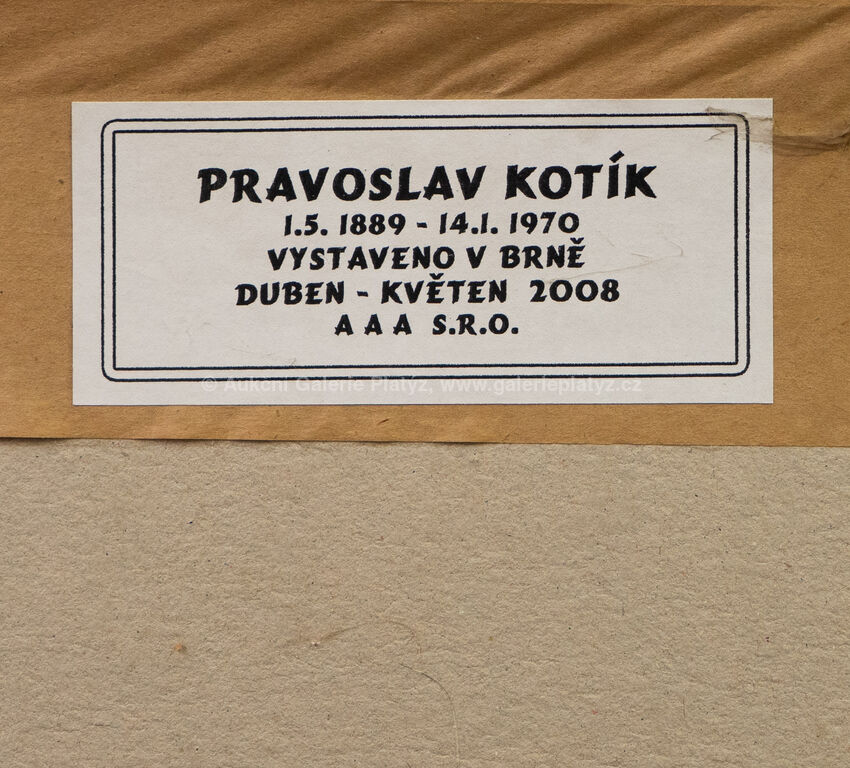 PRAVOSLAV KOTÍK
1.5. 1889 - 14.1. 1970
VYSTAVENO V BRNĚ
DUBEN - KVĚTEN 2008
A A A S.R.O.
© Aukční Galerie Platýz, www.galerieplatyz.cz